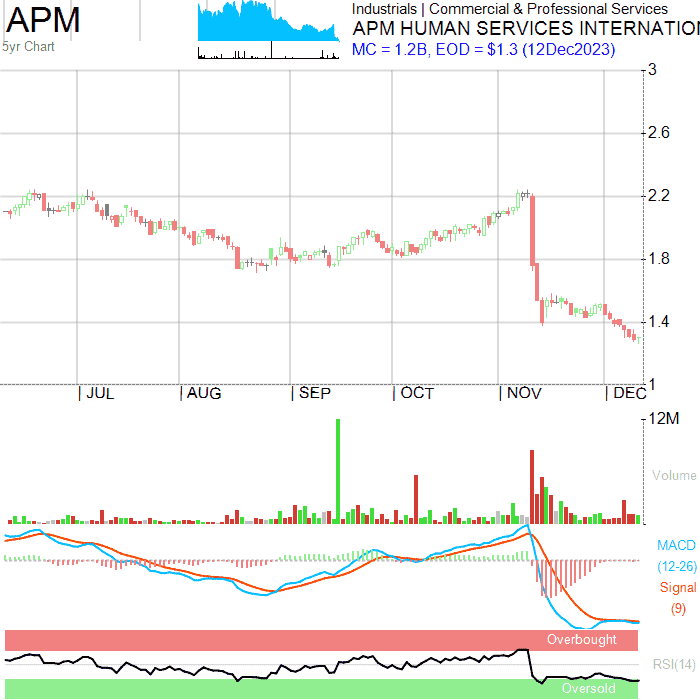 APM
5yr Chart
Industrials | Commercial & Professional Services
APM HUMAN SERVICES INTERNATIO
MC = 1.2B, EOD = $1.3 (12Dec2023)
3
2.6
2.2
1.8
1.4
1
| JUL | AUG | SEP | OCT | NOV | DEC
12M
Volume
MACD
(12-26)
Signal
(9)
Overbought
RSI(14)
Oversold